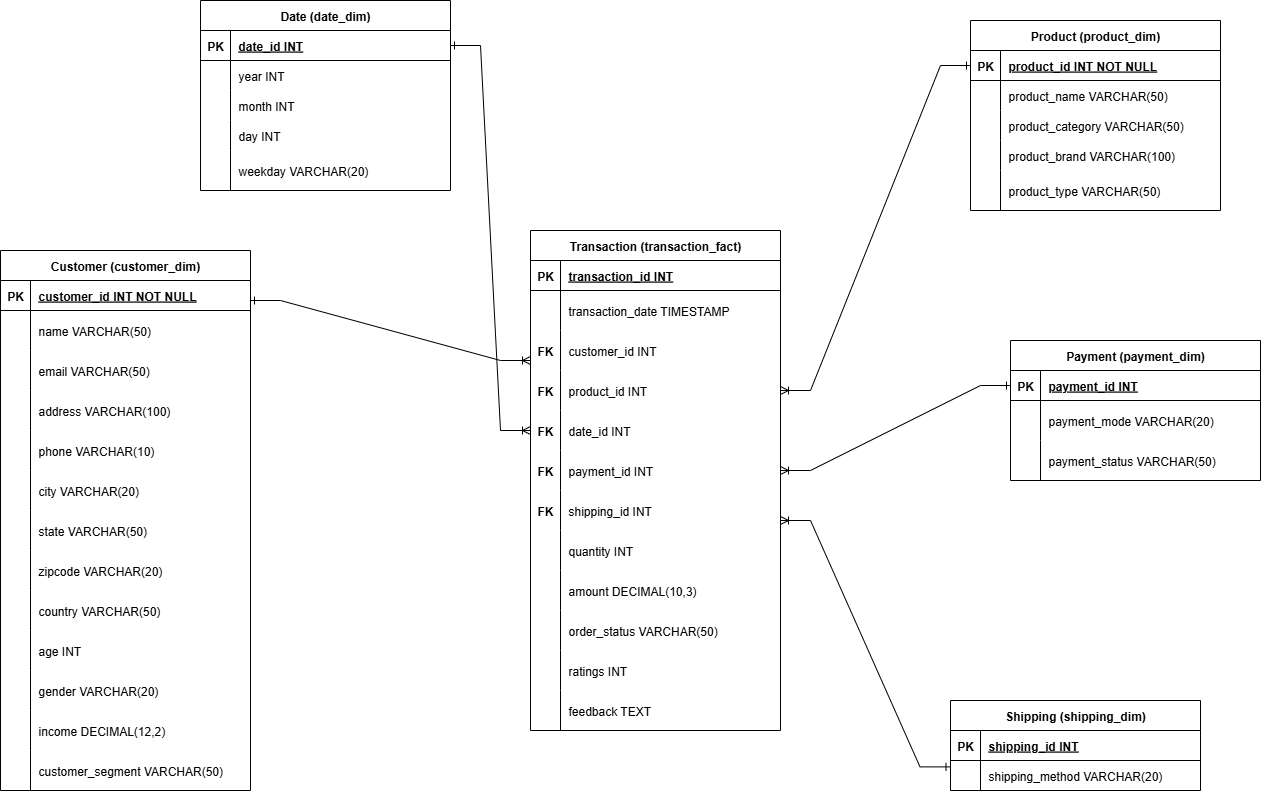 Date (date_dim)
PK date_id INT
year INT
month INT
day INT
weekday VARCHAR(20)
Product (product_dim)
PK product_id INT NOT NULL
product_name VARCHAR(50)
product_category VARCHAR(50)
product_brand VARCHAR(100)
product_type VARCHAR(50)
Customer (customer_dim)
PK customer_id INT NOT NULL
name VARCHAR(50)
email VARCHAR(50)
address VARCHAR(100)
phone VARCHAR(10)
city VARCHAR(20)
state VARCHAR(50)
zipcode VARCHAR(20)
country VARCHAR(50)
age INT
gender VARCHAR(20)
income DECIMAL(12,2)
customer_segment VARCHAR(50)
Transaction (transaction_fact)
PK transaction_id INT
transaction_date TIMESTAMP
FK customer_id INT
FK product_id INT
FK date_id INT
FK payment_id INT
FK shipping_id INT
quantity INT
amount DECIMAL(10,3)
order_status VARCHAR(50)
ratings INT
feedback TEXT
Payment (payment_dim)
PK payment_id INT
payment_mode VARCHAR(20)
payment_status VARCHAR(50)
Shipping (shipping_dim)
PK shipping_id INT
shipping_method VARCHAR(20)